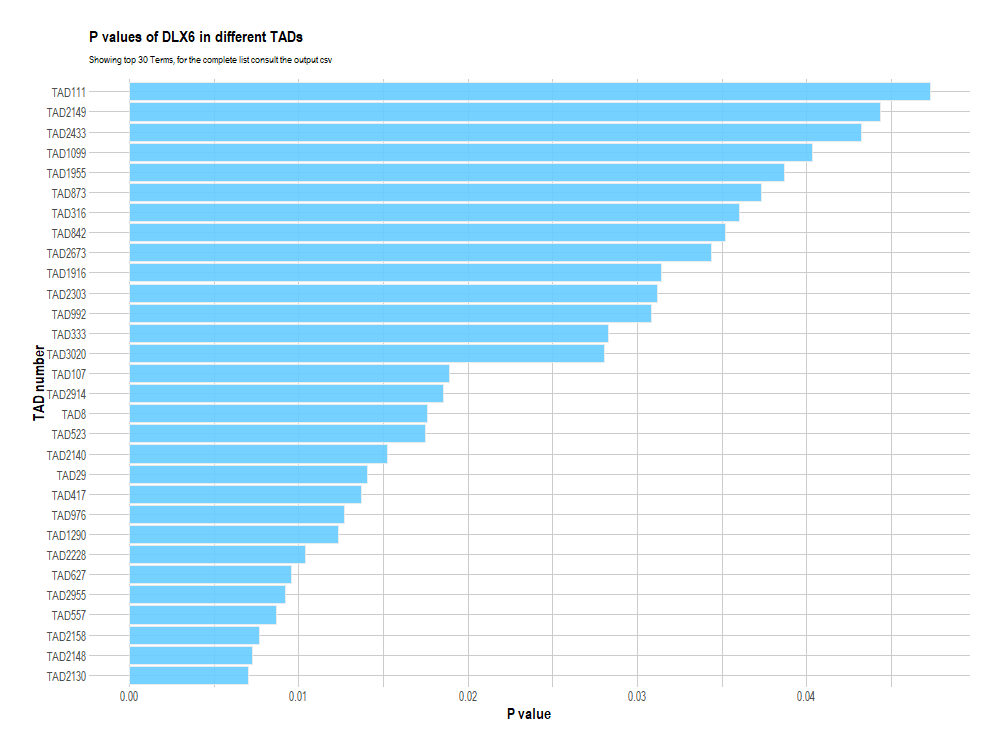 P values of DLX6 in different TADs
Showing top 30 Terms, for the complete list consult the output csv
TAD111
TAD2149
TAD2433
TAD1099
TAD1955
TAD873
TAD316
TAD842
TAD2673
TAD1916
TAD2303
TAD992
TAD333
TAD3020
TAD107
TAD2914
TAD8
TAD523
TAD2140
TAD29
TAD417
TAD976
TAD1290
TAD2228
TAD627
TAD2955
TAD557
TAD2158
TAD2148
TAD2130
TAD number
0.00 0.01 0.02 0.03 0.04
P value